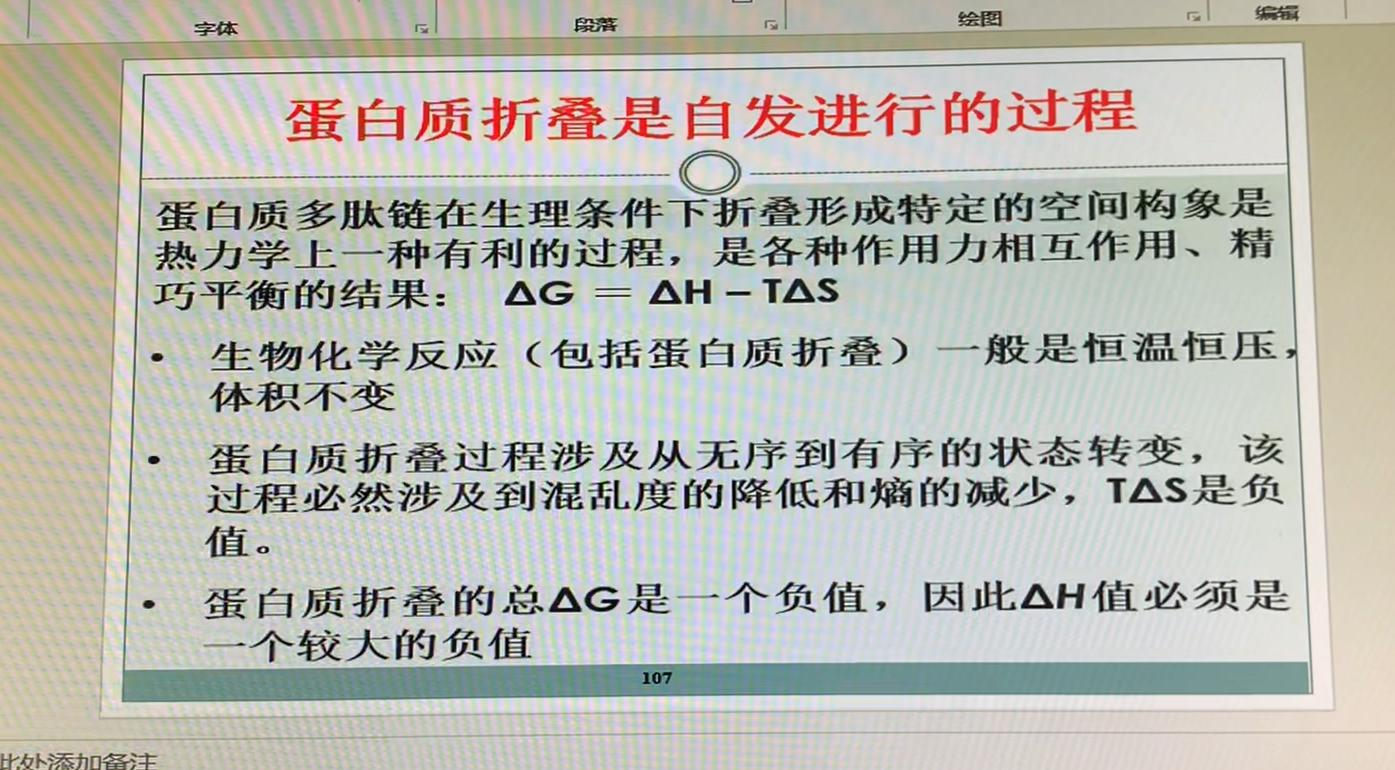 字体
段落
绘图
编辑
蛋白质折叠是自发进行的过程
蛋白质多肽链在生理条件下折叠形成特定的空间构象是
热力学上一种有利的过程，是各种作用力相互作用、精
巧平衡的结果： ΔG = ΔH – TΔS
• 生物化学反应（包括蛋白质折叠）一般是恒温恒压，
体积不变
• 蛋白质折叠过程涉及从无序到有序的状态转变，该
过程必然涉及到混乱度的降低和熵的减少，TΔS是负
值。
• 蛋白质折叠的总ΔG是一个负值，因此ΔH值必须是
一个较大的负值
107
此处添加备注